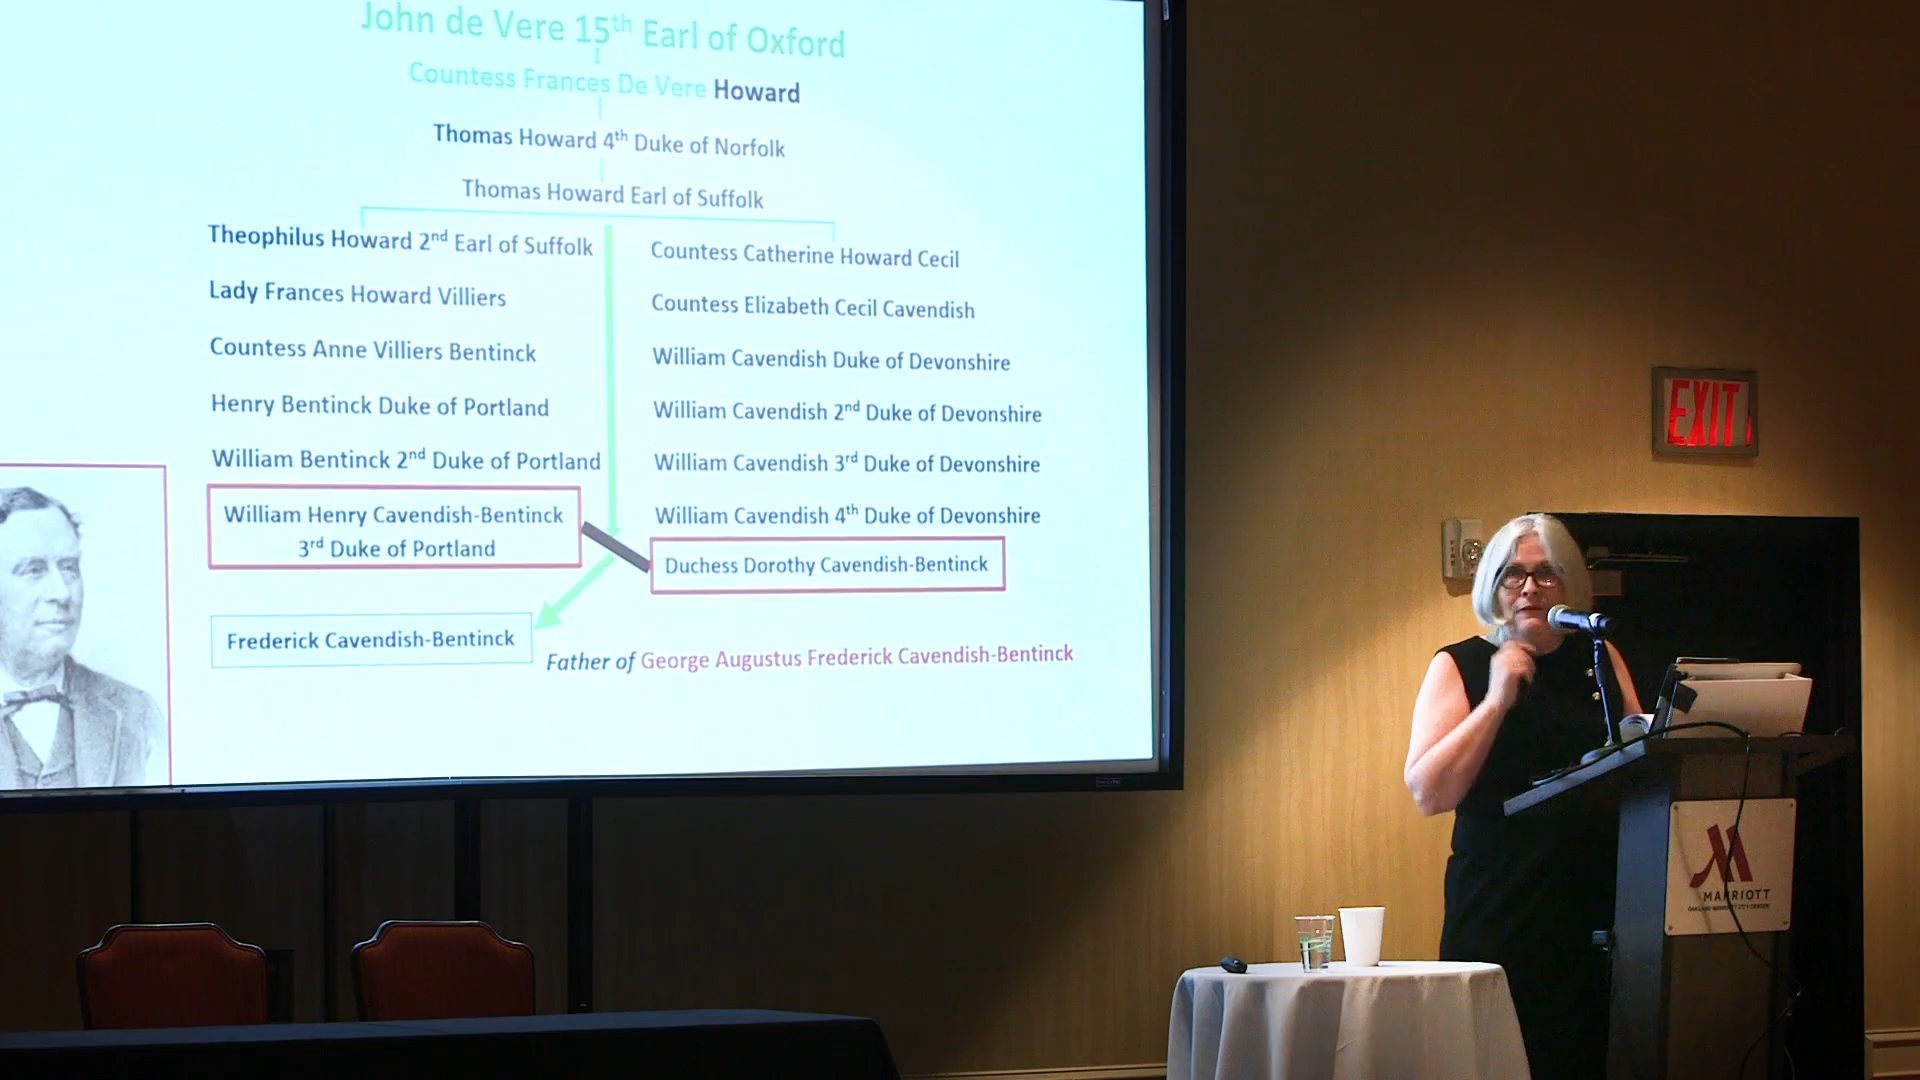 John de Vere 15th Earl of Oxford
Countess Frances De Vere Howard
Thomas Howard 4th Duke of Norfolk
Thomas Howard Earl of Suffolk
Theophilus Howard 2nd Earl of Suffolk
Lady Frances Howard Villiers
Countess Anne Villiers Bentinck
Henry Bentinck Duke of Portland
William Bentinck 2nd Duke of Portland
William Henry Cavendish-Bentinck
3rd Duke of Portland
Frederick Cavendish-Bentinck
Countess Catherine Howard Cecil
Countess Elizabeth Cecil Cavendish
William Cavendish Duke of Devonshire
William Cavendish 2nd Duke of Devonshire
William Cavendish 3rd Duke of Devonshire
William Cavendish 4th Duke of Devonshire
Duchess Dorothy Cavendish-Bentinck
Father of George Augustus Frederick Cavendish-Bentinck
EXIT
MARRIOTT
OAKLAND MARRIOTT CITY CENTER